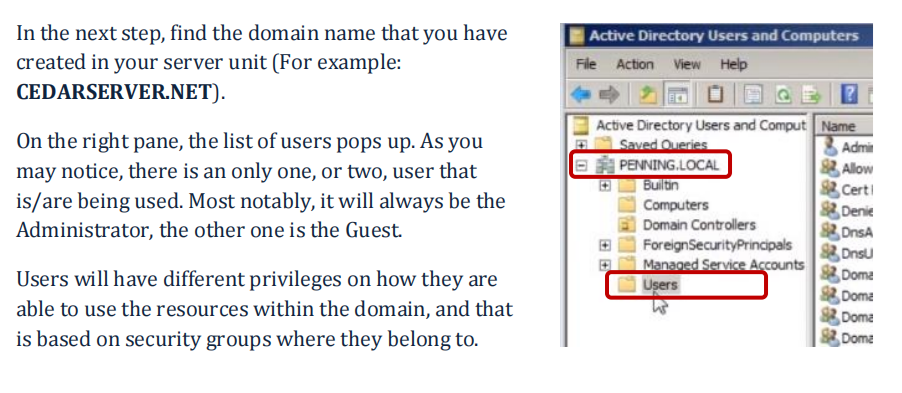 In the next step, find the domain name that you have
created in your server unit (For example:
CEDARSERVER.NET).
On the right pane, the list of users pops up. As you
may notice, there is an only one, or two, user that
is/are being used. Most notably, it will always be the
Administrator, the other one is the Guest.
Users will have different privileges on how they are
able to use the resources within the domain, and that
is based on security groups where they belong to.
Active Directory Users and Computers
File Action View Help
Active Directory Users and Comput
Saved Queries
PENNING.LOCAL
Builtin
Computers
Domain Controllers
ForeignSecurityPrincipals
Managed Service Accounts
Users
Name
Admin
Allow
Cert
Denie
DnsA
DnsU
Doma
Doma
Doma
Doma